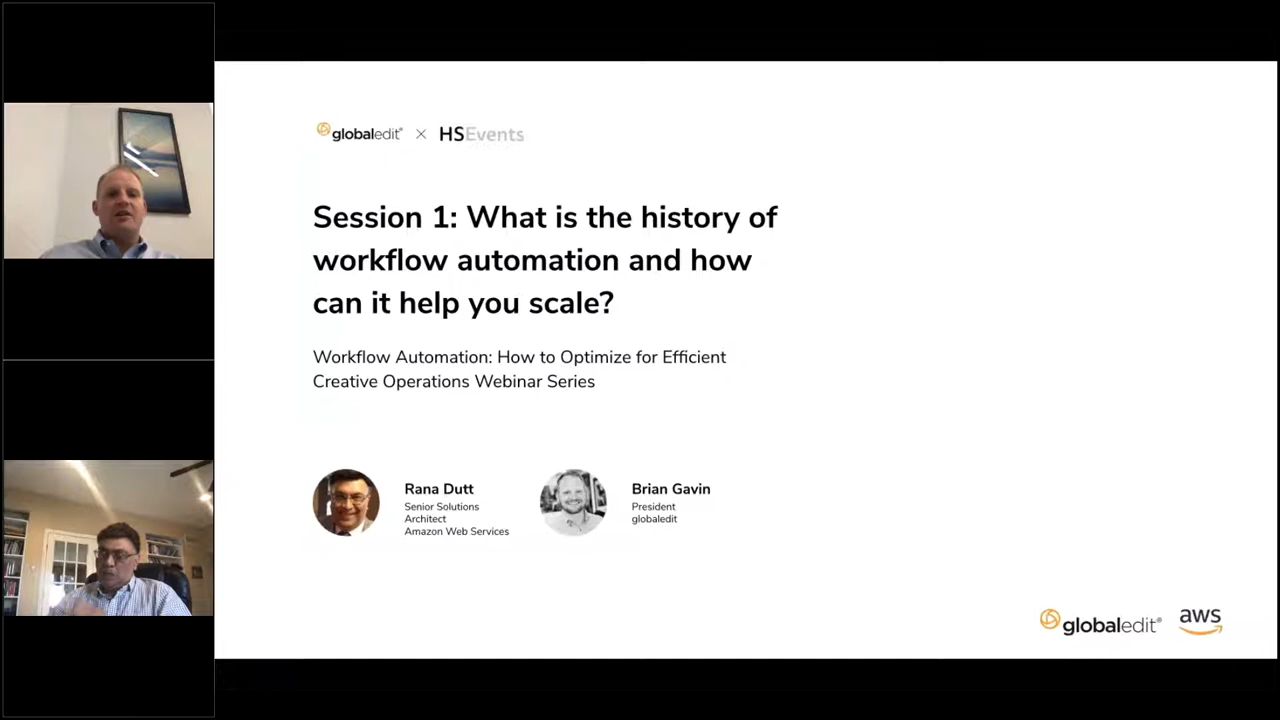 globaledit® × HSEvents
Session 1: What is the history of
workflow automation and how
can it help you scale?
Workflow Automation: How to Optimize for Efficient
Creative Operations Webinar Series
Rana Dutt
Senior Solutions
Architect
Amazon Web Services
Brian Gavin
President
globaledit
globaledit® aws